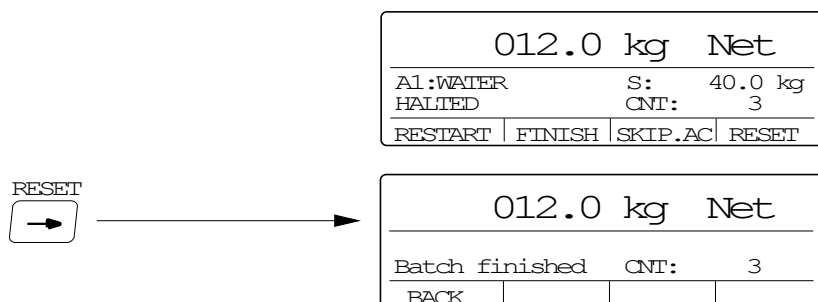 012.0 kg Net
A1:WATER S: 40.0 kg
HALTED CNT: 3
RESTART FINISH SKIP.AC RESET
RESET
012.0 kg Net
Batch finished CNT: 3
BACK